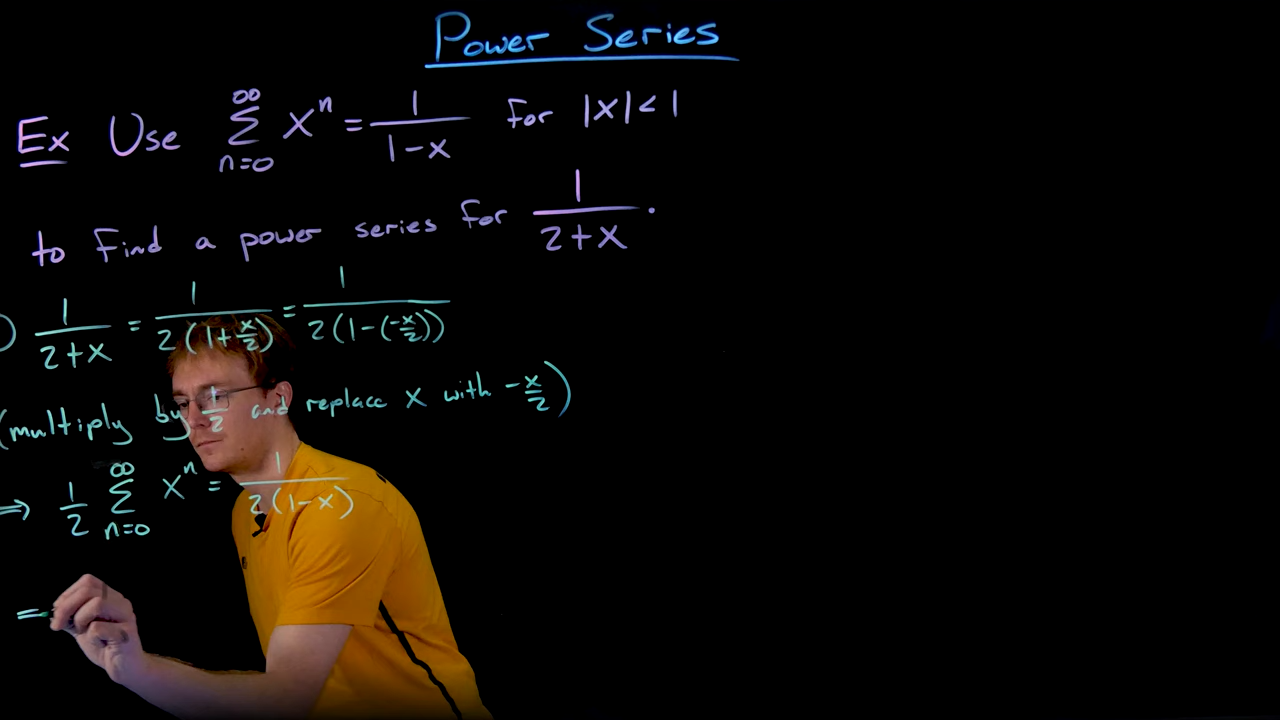 Power Series
Ex Use ∞ Σ n=0 xⁿ = 1/(1-x) for |x|<1
to find a power series for 1/(2+x).
) 1/(2+x) = 1/(2(1+x/2)) = 1/(2(1-(-x/2)))
(multiply by 1/2 and replace x with -x/2)
⇒ 1/2 ∞ Σ n=0 xⁿ = 1/(2(1-x))
=